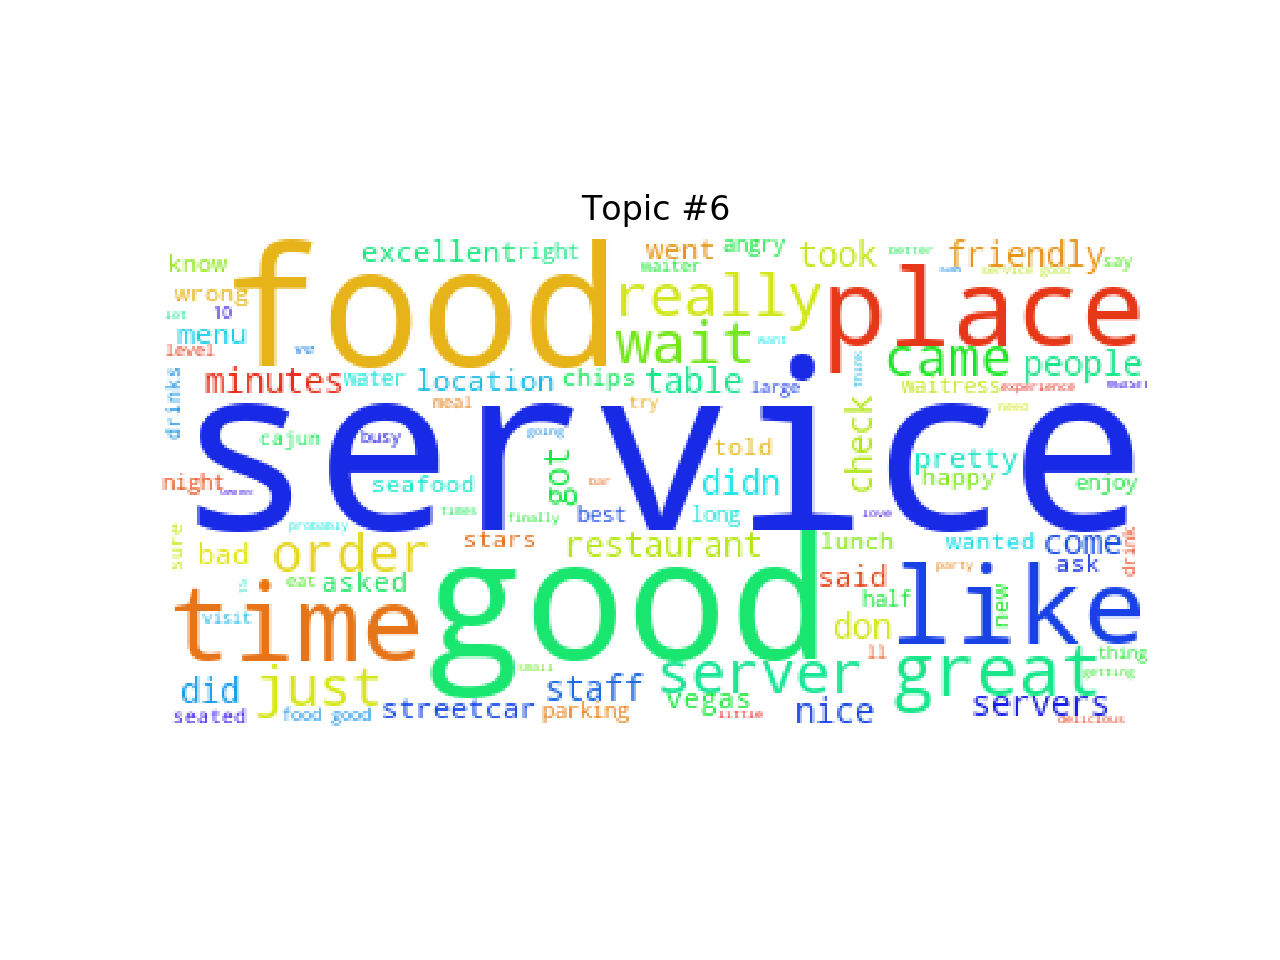 Topic #6
excellent right went angry took better friendly
know waiter service good say
food really place
wrong 10
menu wait came people
level
minutes water location chips table large think waitress experience
drinks meal try need
service
cajun busy going told check pretty
night seafood got bar didn happy enjoy
times finally best long love
probably
sure bad order stars restaurant lunch wanted come drink
eat asked said party ask
time good half new like
visit don
ll thing
did just small server great getting
staff vegas
seated food good streetcar parking little nice servers delicious